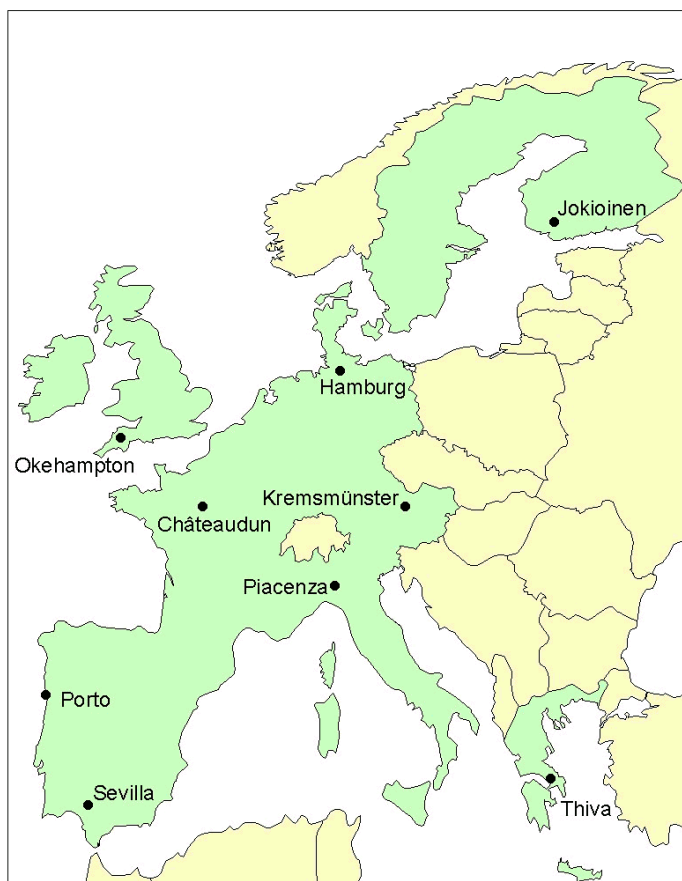 Jokioinen
Hamburg
Okehampton
Kremsmünster
Châteaudun
Piacenza
Porto
Sevilla
Thiva